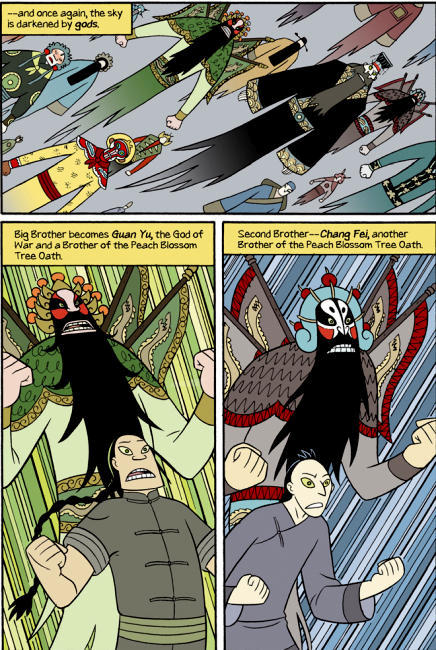 --and once again, the sky
is darkened by gods.
Big Brother becomes Guan Yu, the God of
War and a Brother of the Peach Blossom
Tree Oath.
Second Brother--Chang Fei, another
Brother of the Peach Blossom Tree Oath.